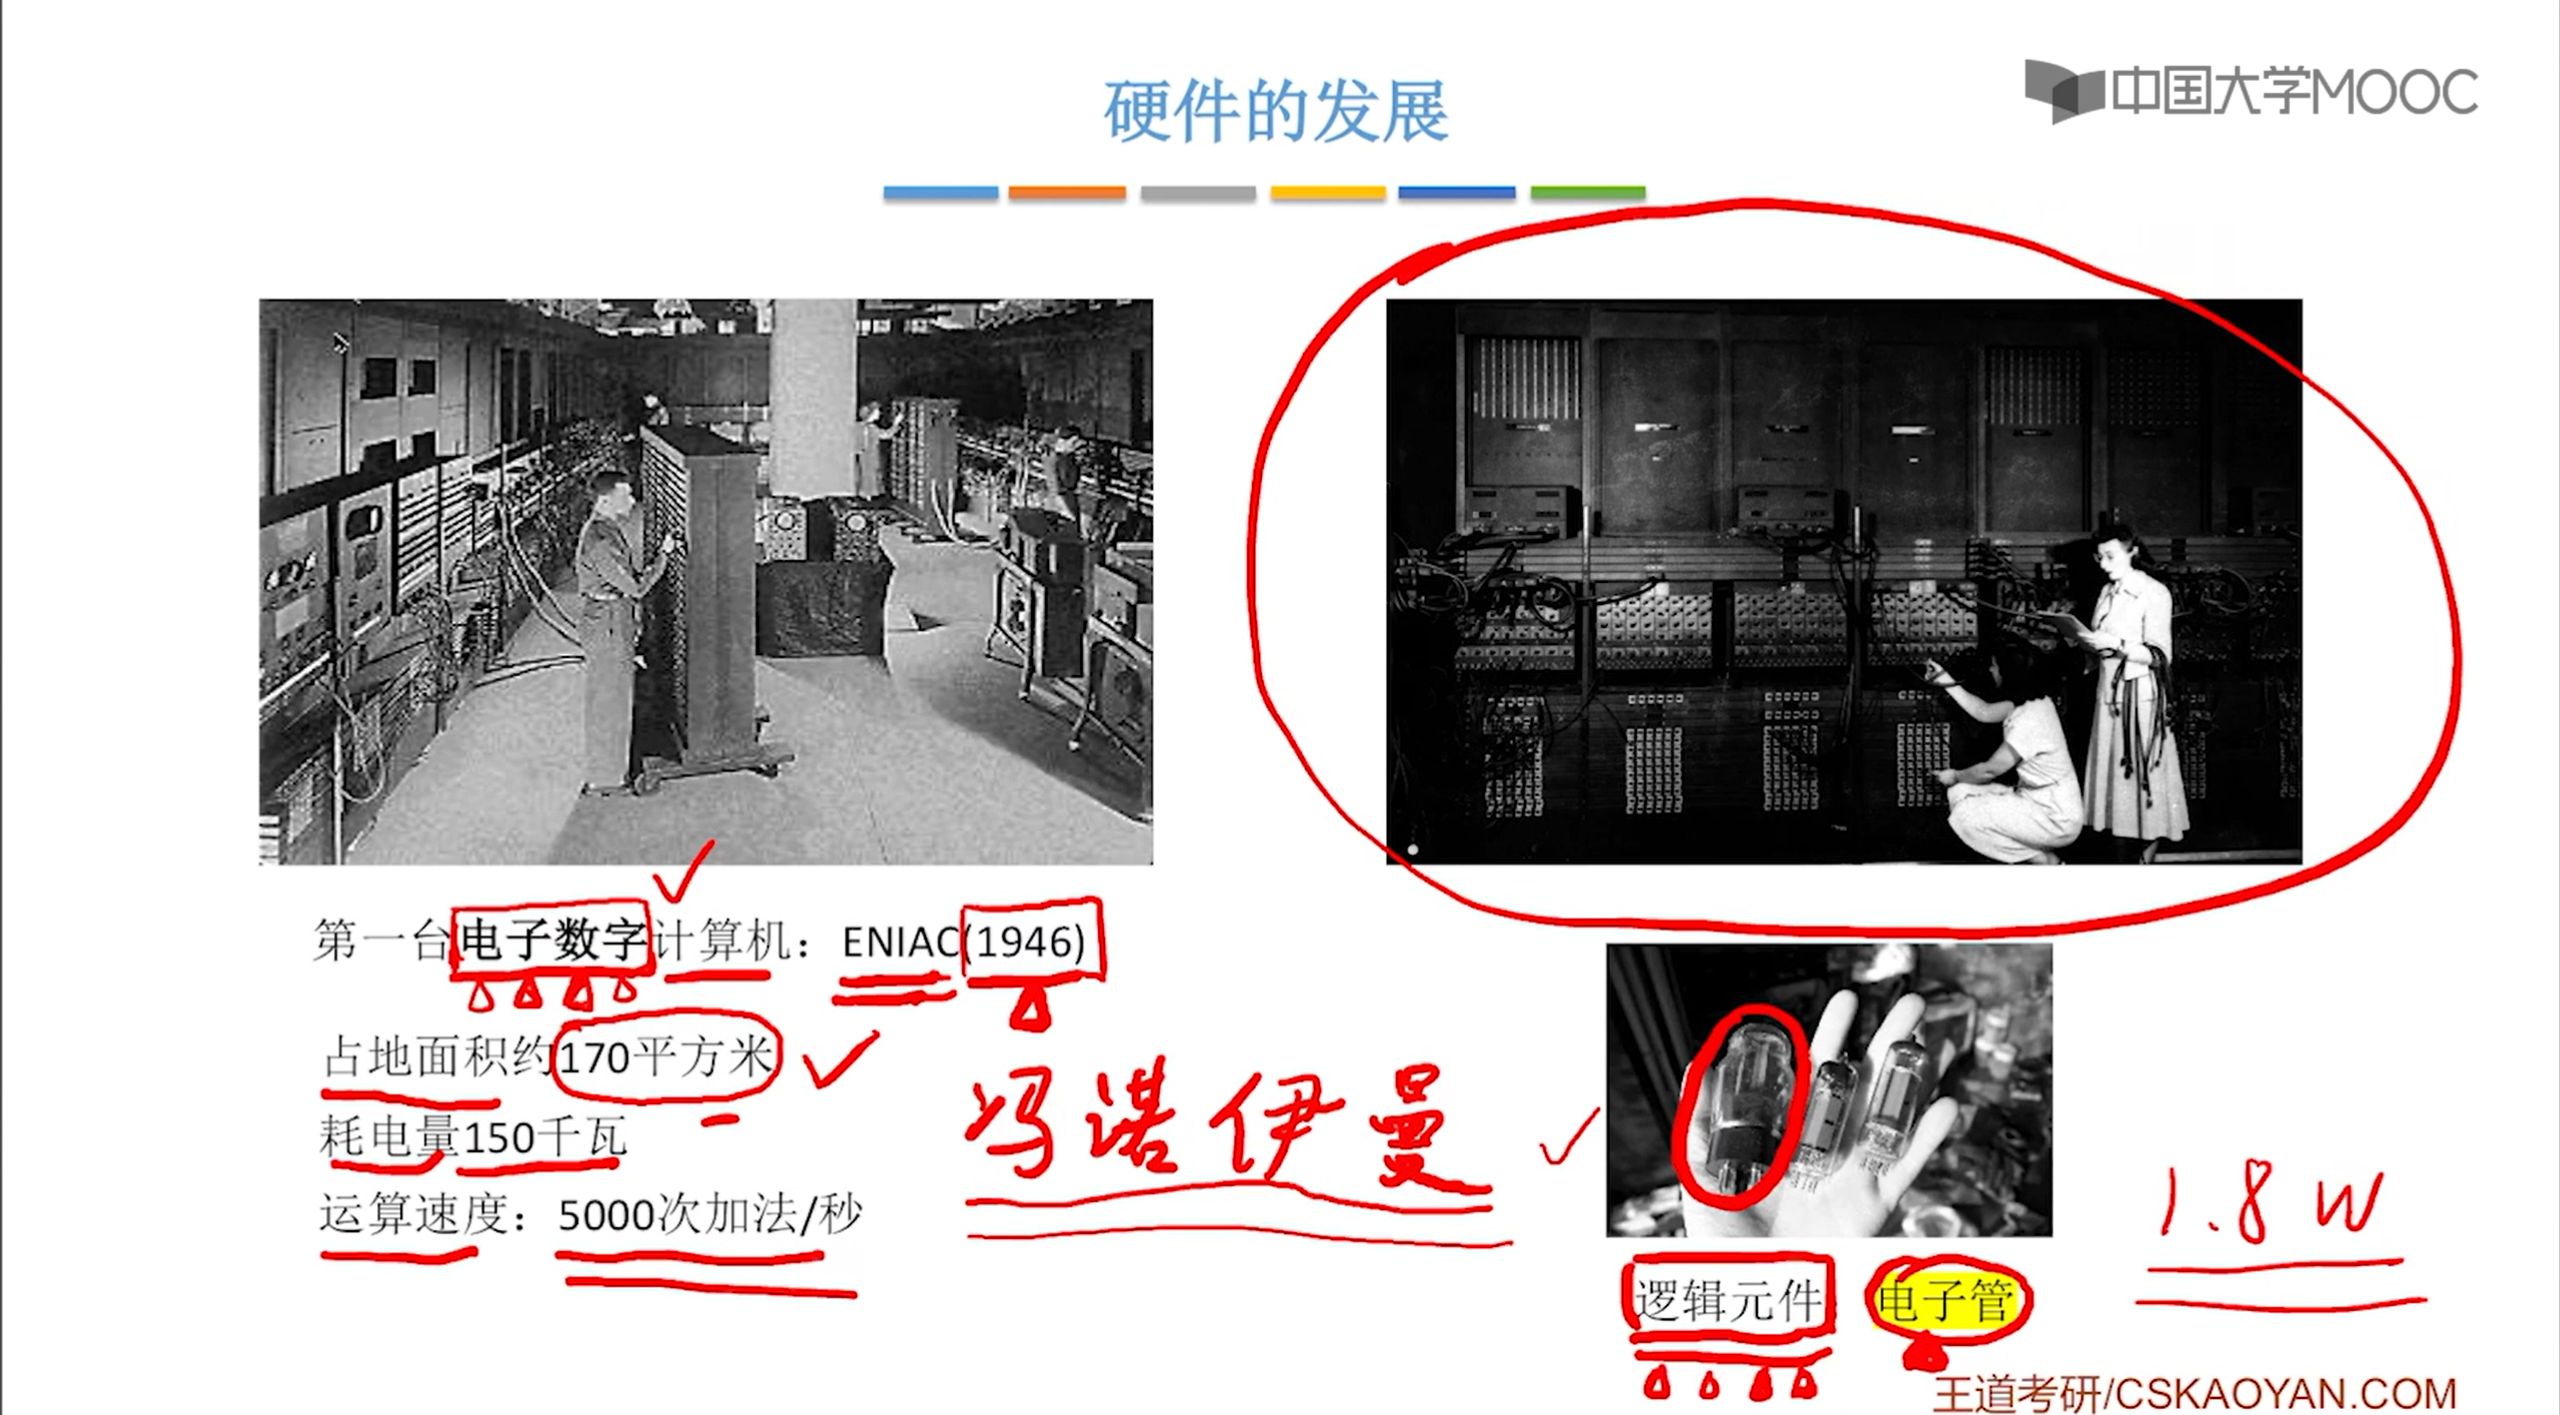 硬件的发展
中国大学MOOC
第一台电子数字计算机：ENIAC(1946)
占地面积约170平方米
耗电量150千瓦
运算速度：5000次加法/秒
冯诺伊曼
1.8W
逻辑元件 电子管
王道考研/CSKAOYAN.COM